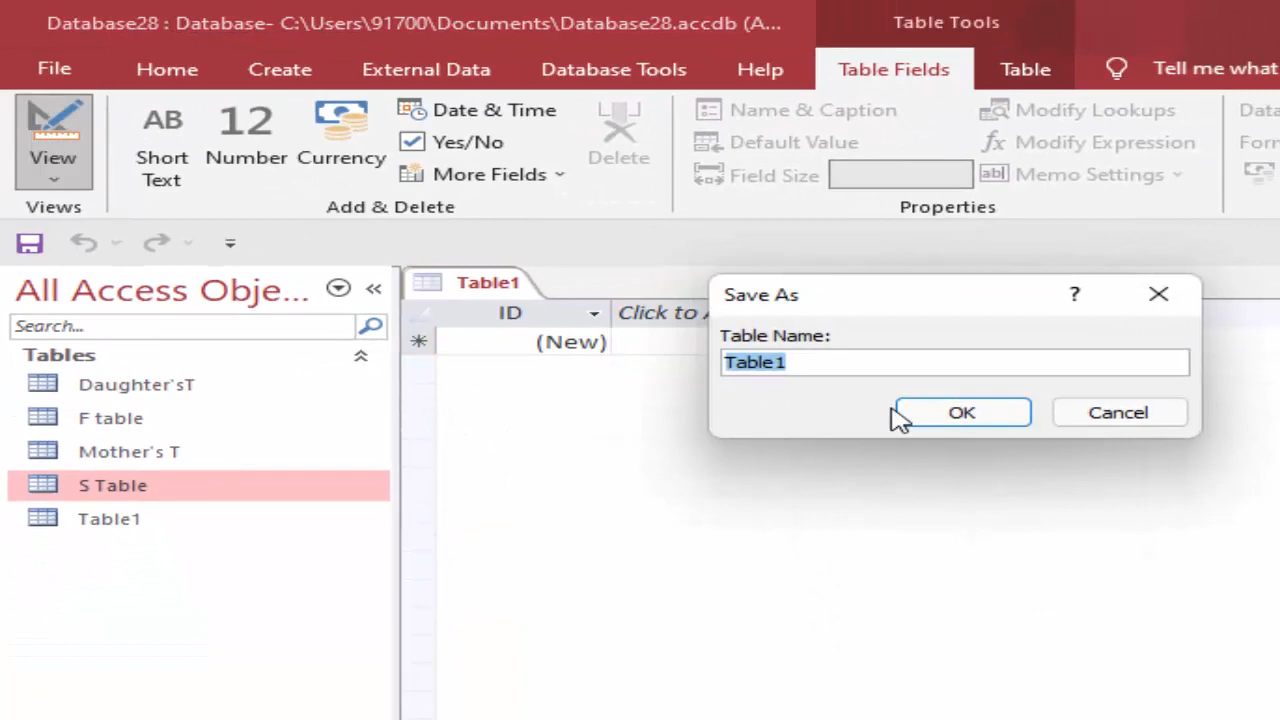 Database28 : Database- C:\Users\91700\Documents\Database28.accdb (A...
Table Tools
File
Home
Create
External Data
Database Tools
Help
Table Fields
Table
Tell me what
View
AB
Short
Text
12
Number
Currency
Date & Time
Yes/No
More Fields
Delete
Name & Caption
Default Value
Field Size
Modify Lookups
fx Modify Expression
ab Memo Settings
Data
Form
Views
Add & Delete
Properties
All Access Obje...
Search...
Tables
Daughter'sT
F table
Mother's T
S Table
Table1
Table1
ID
Click to A
(New)
Save As
?
Table Name:
Table1
OK
Cancel